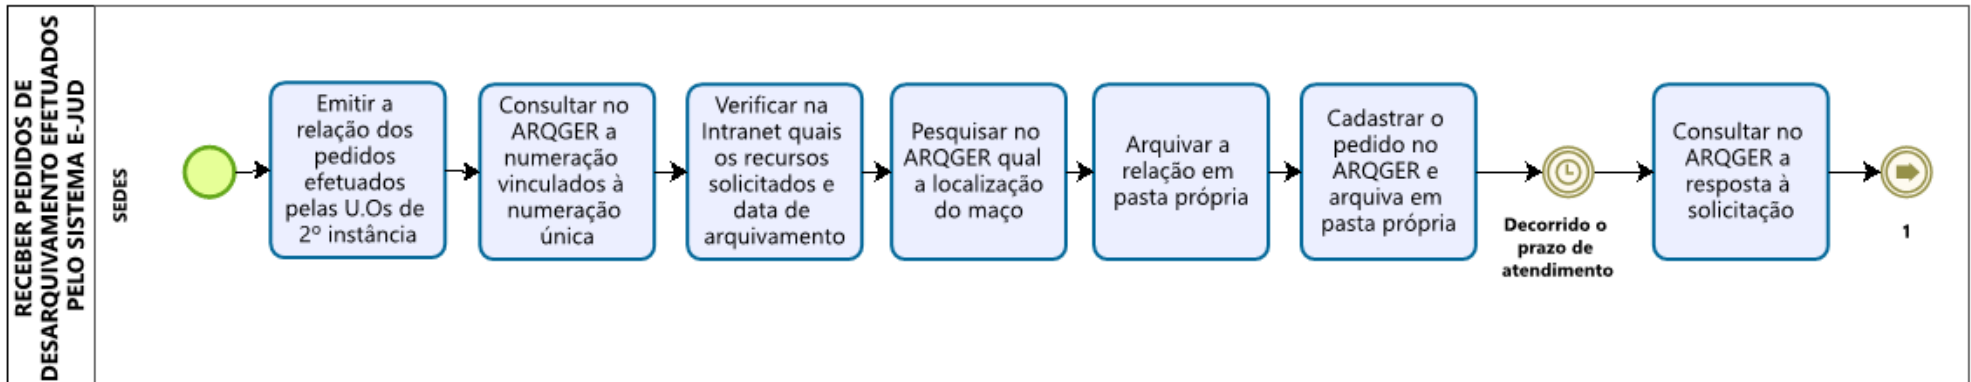 RECEBER PEDIDOS DE
DESARQUIVAMENTO EFETUADOS
PELO SISTEMA E-JUD
SEDES
Emitir a
relação dos
pedidos
efetuados
pelas U.Os de
2º instância
Consultar no
ARQGER a
numeração
vinculados à
numeração
única
Verificar na
Intranet quais
os recursos
solicitados e
data de
arquivamento
Pesquisar no
ARQGER qual
a localização
do maço
Arquivar a
relação em
pasta própria
Cadastrar o
pedido no
ARQGER e
arquiva em
pasta própria
Decorrido o
prazo de
atendimento
Consultar no
ARQGER a
resposta à
solicitação
1